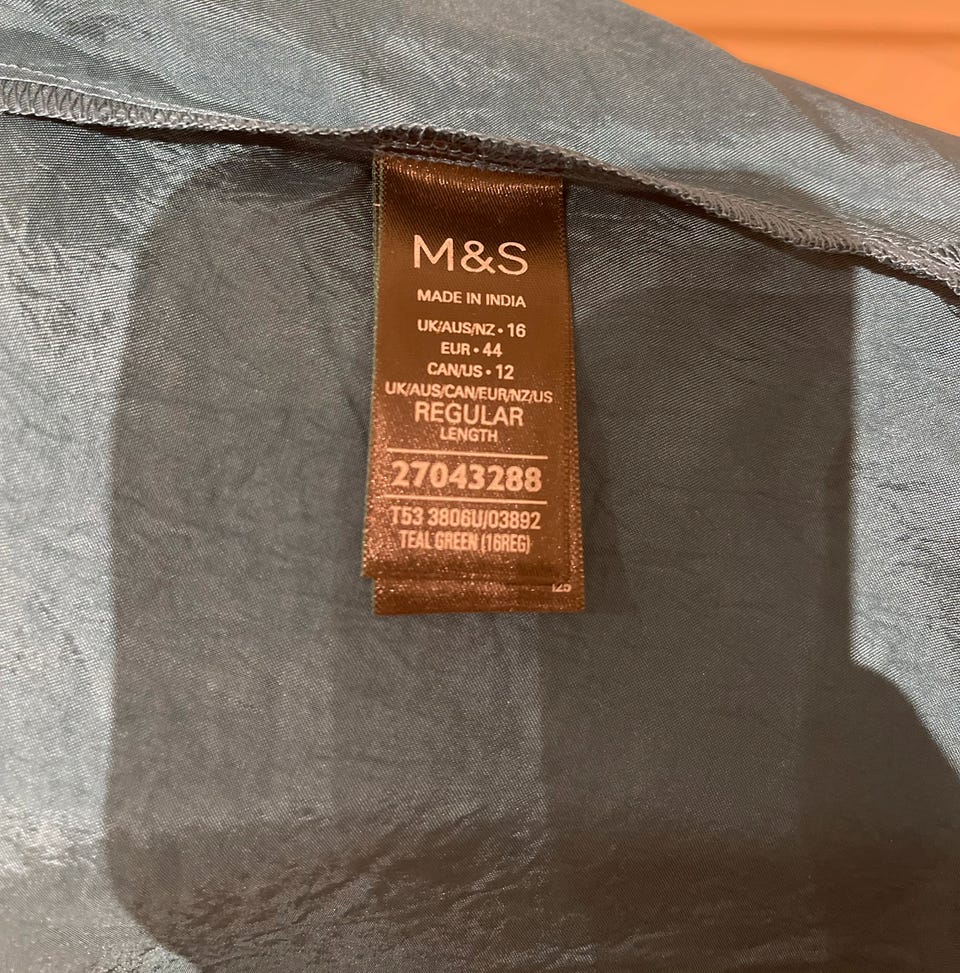 M&S
MADE IN INDIA
UK/AUS/NZ • 16
EUR • 44
CAN/US • 12
UK/AUS/CAN/EUR/NZ/US
REGULAR
LENGTH
27043288
T53 3806U/03892
TEAL GREEN (16REG)
125